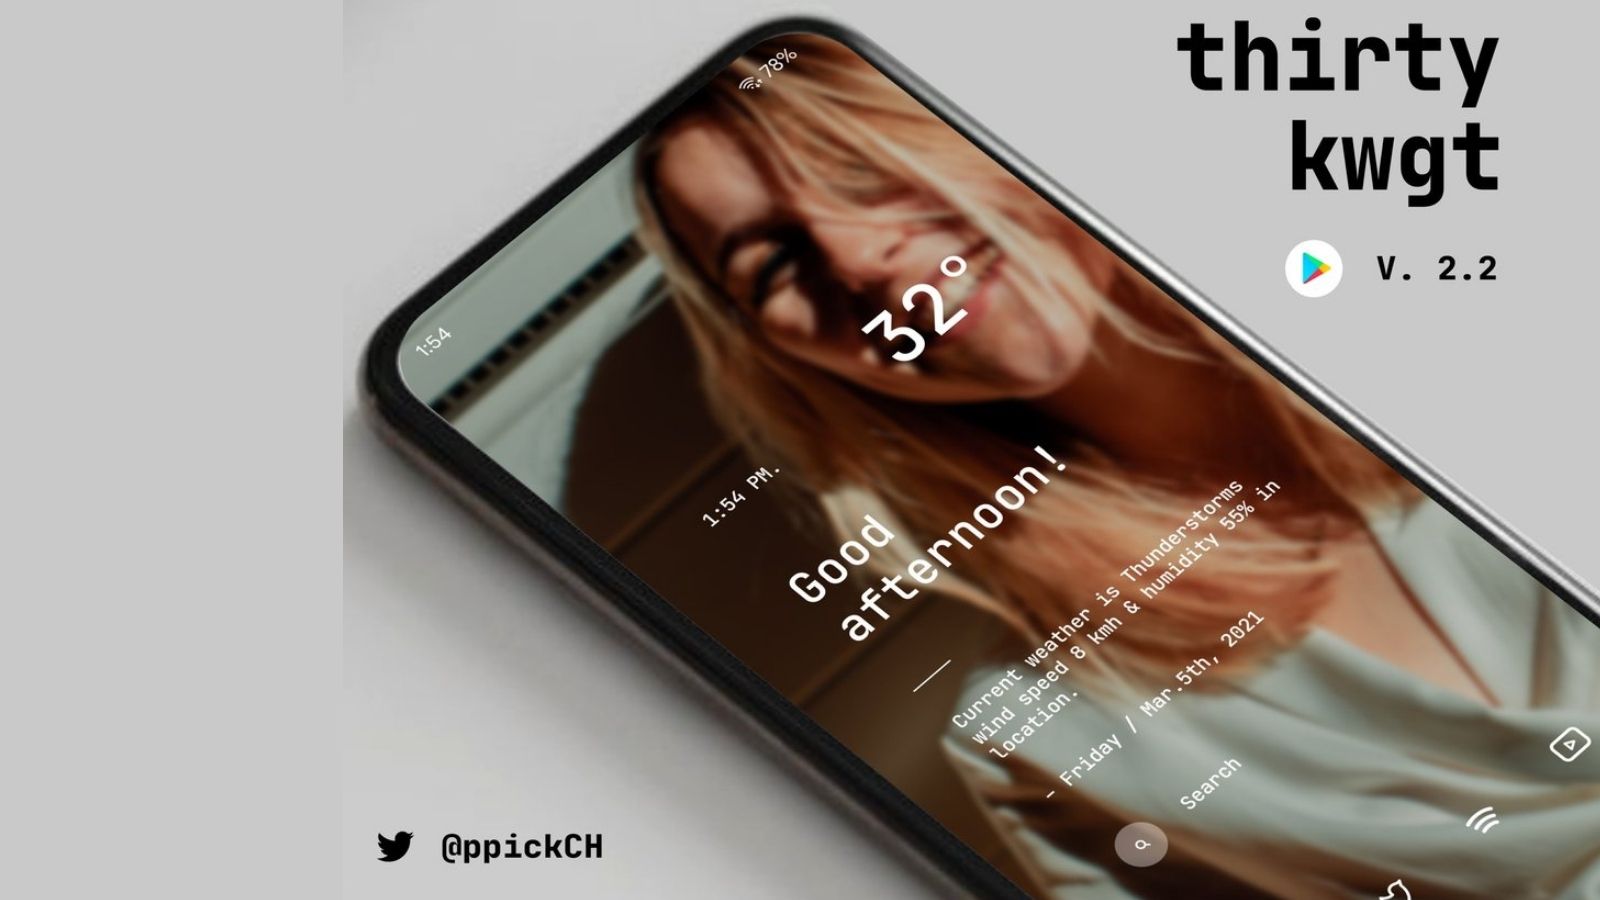 thirty
kwgt
V. 2.2
78%
1:54
32°
1:54 PM.
Good
afternoon!
Current weather is Thunderstorms
wind speed 8 kmh & humidity 55% in
location.
- Friday / Mar.5th, 2021
Search
@ppickCH